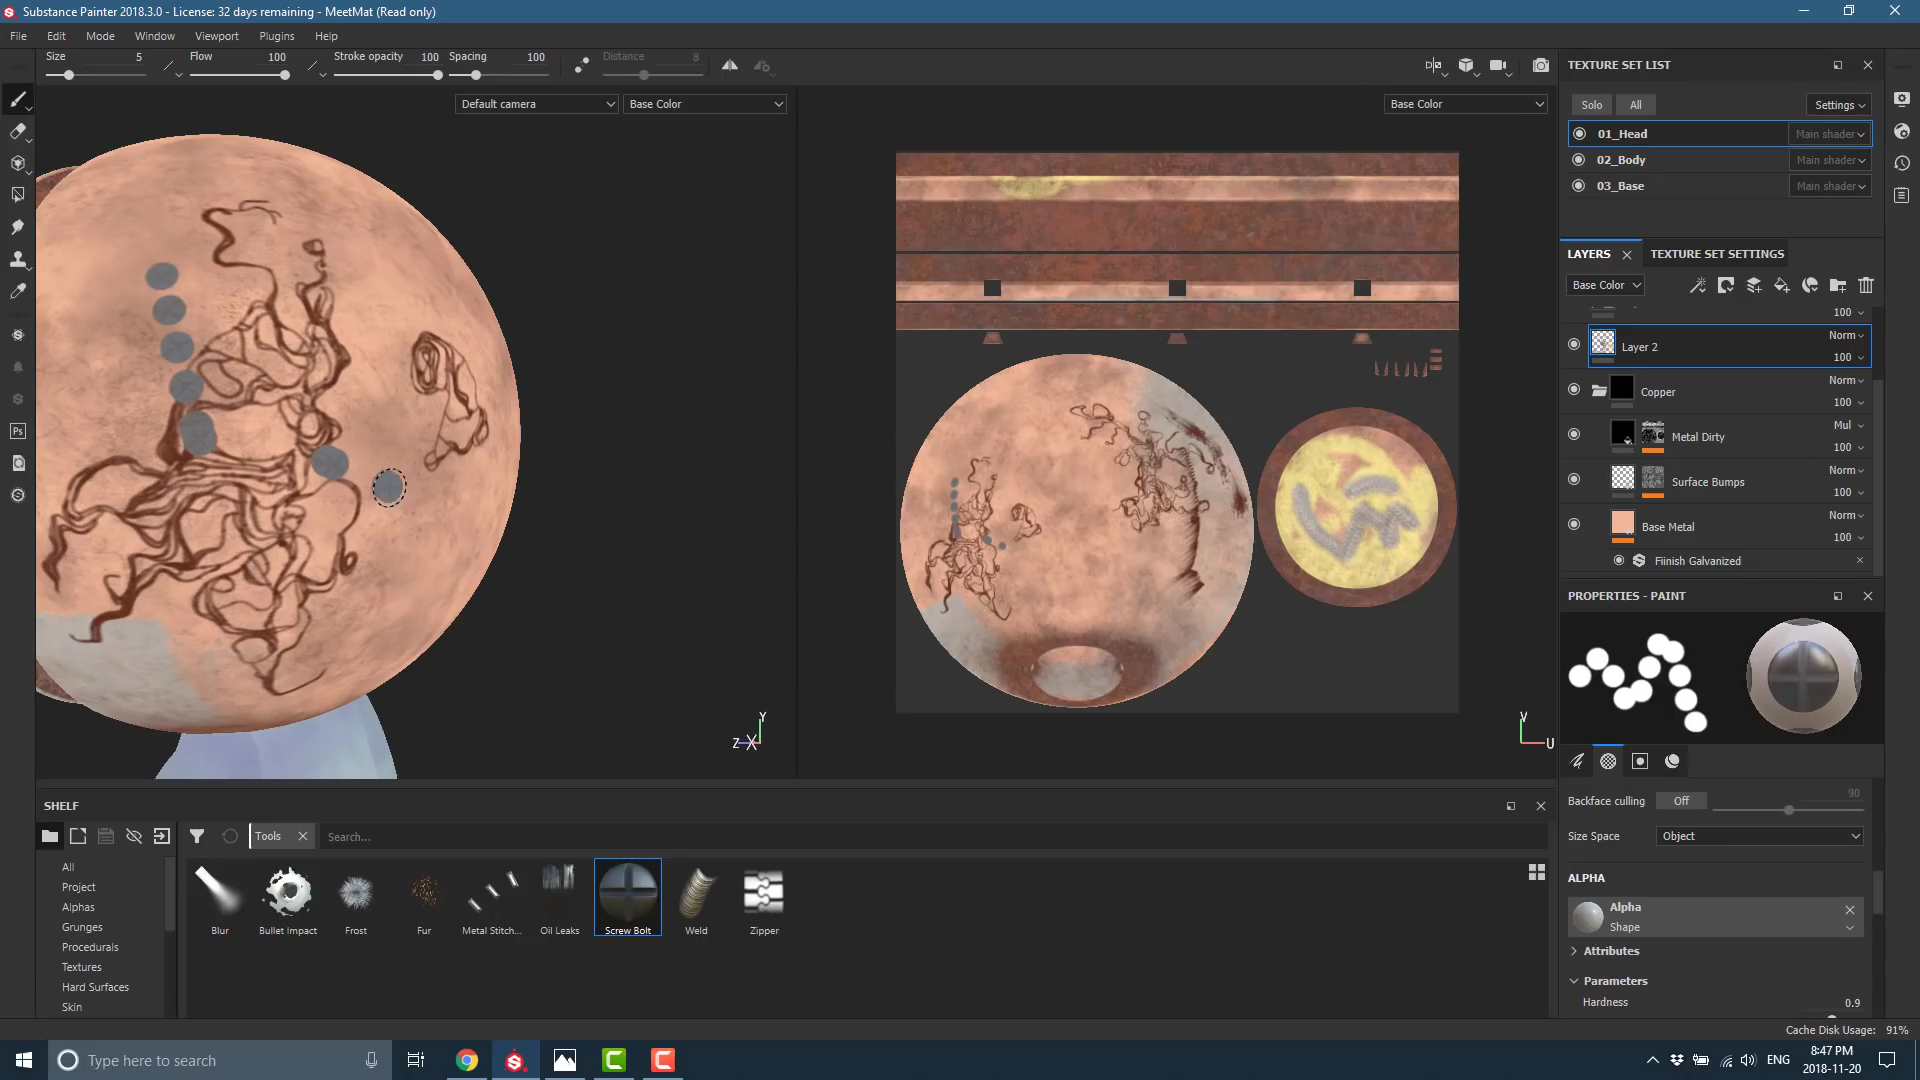 Substance Painter 2018.3.0 - License: 32 days remaining - MeetMat (Read only)
File Edit Mode Window Viewport Plugins Help
Size 5 Flow 100 Stroke opacity 100 Spacing 100 Distance 8
Default camera Base Color Base Color
TEXTURE SET LIST
Solo All Settings
01_Head Main shader
02_Body Main shader
03_Base Main shader
LAYERS TEXTURE SET SETTINGS
Base Color
100
Layer 2 Norm 100
Copper Norm 100
Metal Dirty Mul 100
Surface Bumps Norm 100
Base Metal Norm 100
Fiinish Galvanized
PROPERTIES - PAINT
Backface culling Off 90
Size Space Object
ALPHA
Alpha
Shape
Attributes
Parameters
Hardness 0.9
Z X Y
V U
SHELF
Tools Search...
All
Project
Alphas
Grunges
Procedurals
Textures
Hard Surfaces
Skin
Blur Bullet Impact Frost Fur Metal Stitch... Oil Leaks Screw Bolt Weld Zipper
Ps
Cache Disk Usage: 91%
Type here to search
ENG
8:47 PM
2018-11-20